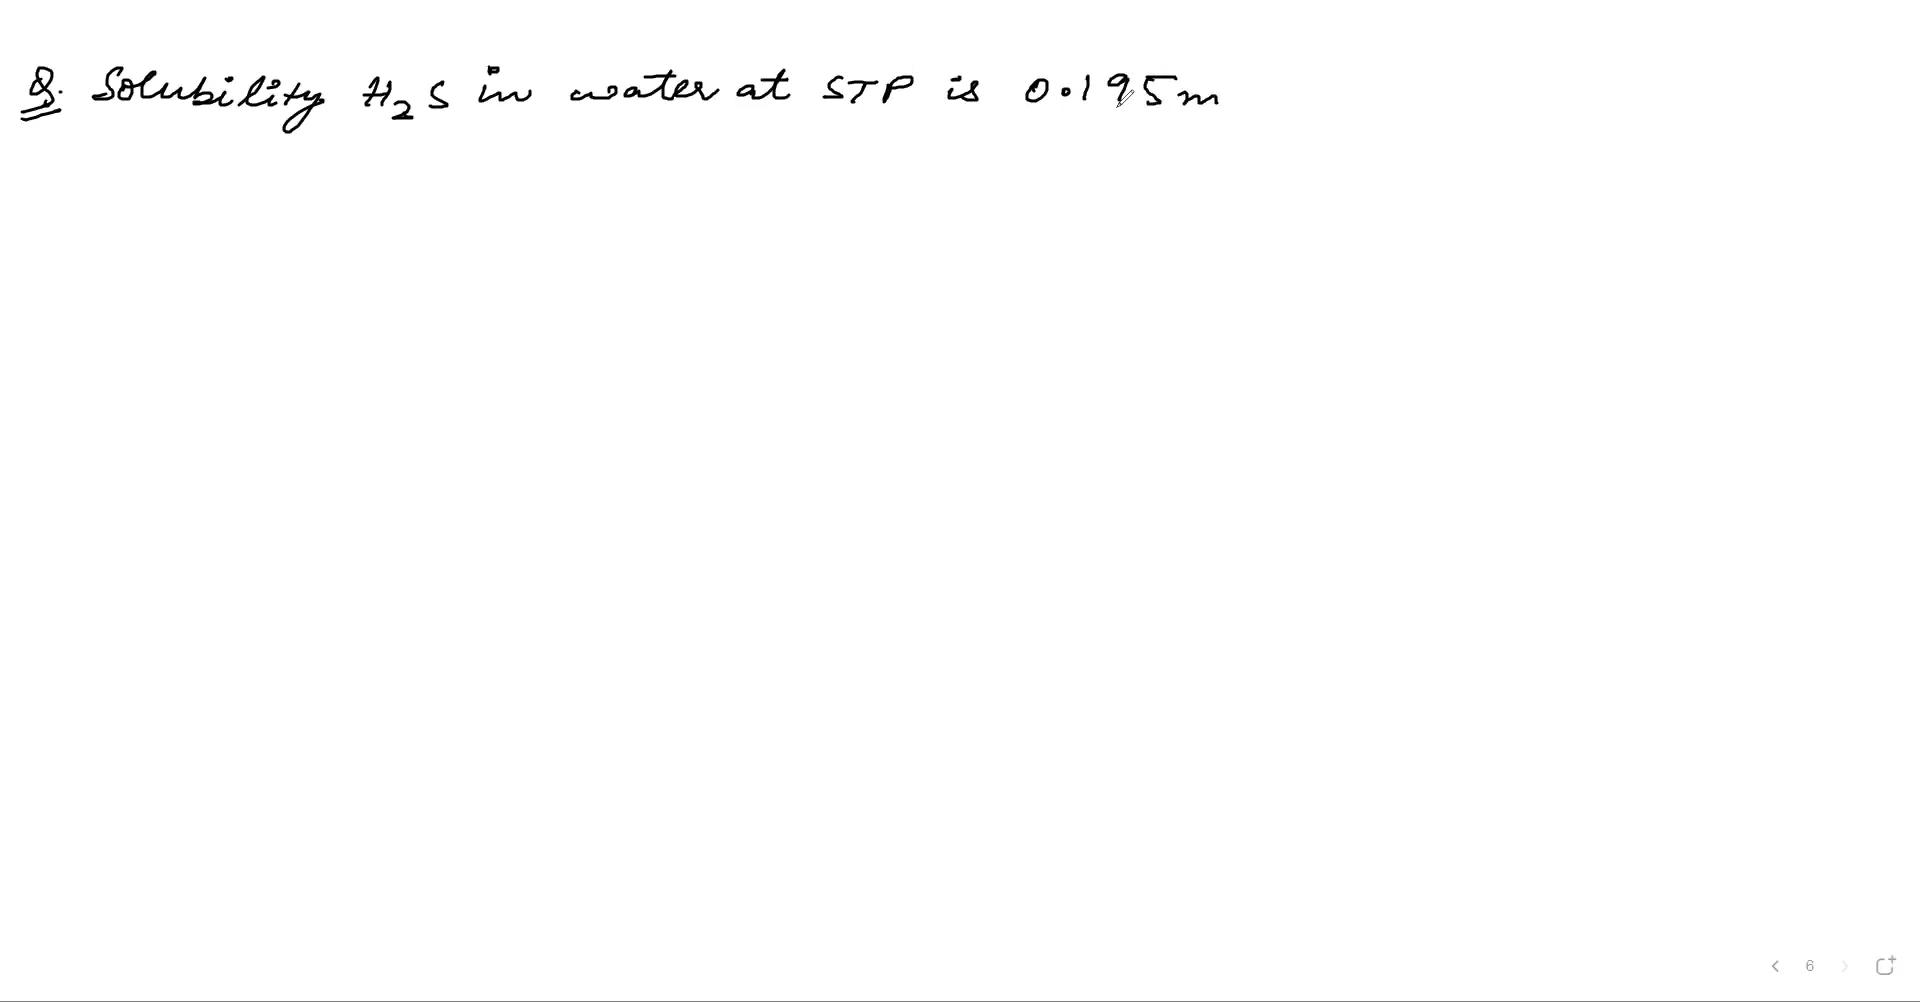 Q. Solubility H₂S in water at STP is 0.195m
6